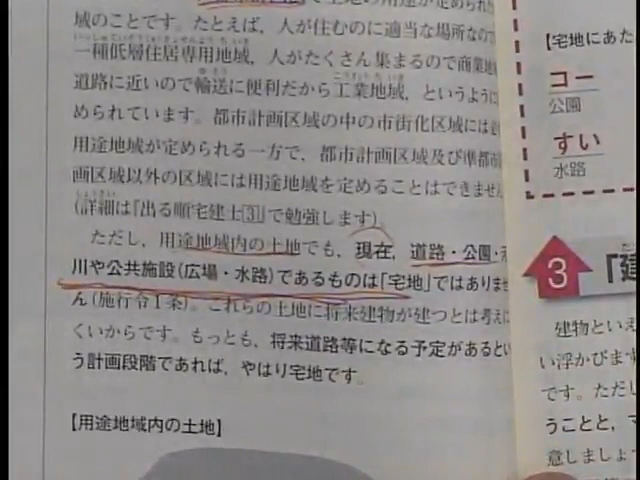 域のことです。たとえば，人が住むのに適当な場所なので
一種低層住居専用地域，人がたくさん集まるので商業地
道路に近いので輸送に便利だから工業地域，というように
められています。都市計画区域の中の市街化区域には必
用途地域が定められる一方で，都市計画区域及び準都市
画区域以外の区域には用途地域を定めることはできませ
(詳細は『出る順宅建士③』で勉強します)。
ただし，用途地域内の土地でも，現在，道路・公園・
川や公共施設(広場・水路)であるものは「宅地」ではありませ
ん(施行令1条)。これらの土地に将来建物が建つとは考え
くいからです。もっとも，将来道路等になる予定があるとい
う計画段階であれば，やはり宅地です。
【用途地域内の土地】
【宅地にあた
コー
公園
すい
水路
3 「建
建物といえ
い浮かびます
です。ただし
うことと，
意しましょ